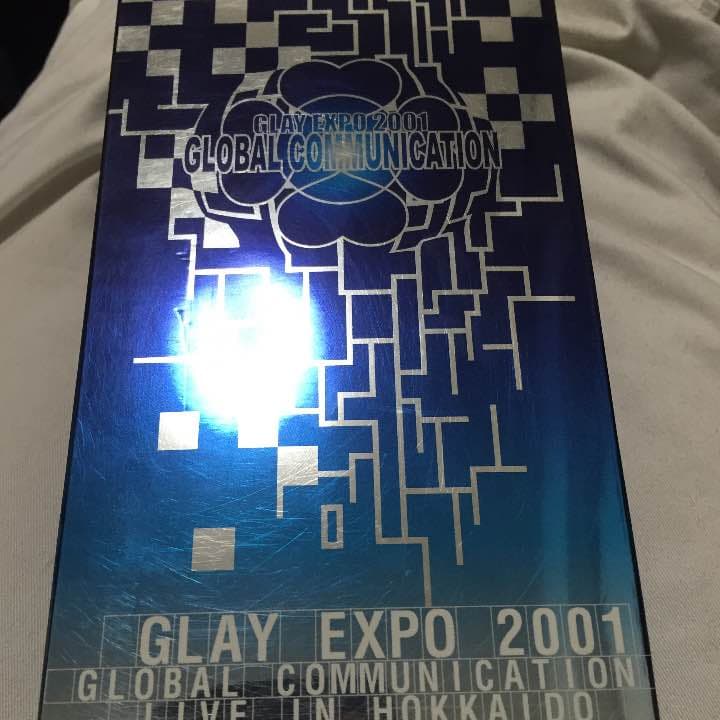 GLAY EXPO 2001
GLOBAL COMMUNICATION
GLAY EXPO 2001
GLOBAL COMMUNICATION
LIVE IN HOKKAIDO